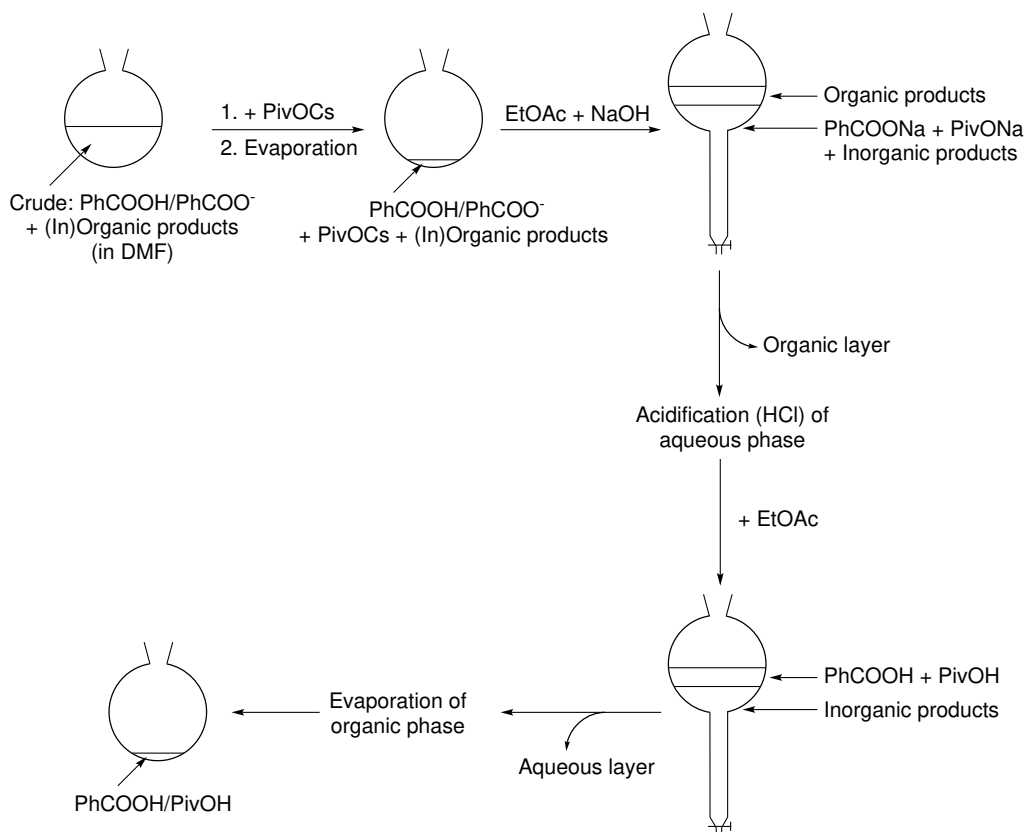 1. + PivOCs
2. Evaporation
EtOAc + NaOH
Organic products
PhCOONa + PivONa
+ Inorganic products
Crude: PhCOOH/PhCOO-
+ (In)Organic products
(in DMF)
PhCOOH/PhCOO-
+ PivOCs + (In)Organic products
Organic layer
Acidification (HCl) of
aqueous phase
+ EtOAc
PhCOOH + PivOH
Inorganic products
Aqueous layer
Evaporation of
organic phase
PhCOOH/PivOH